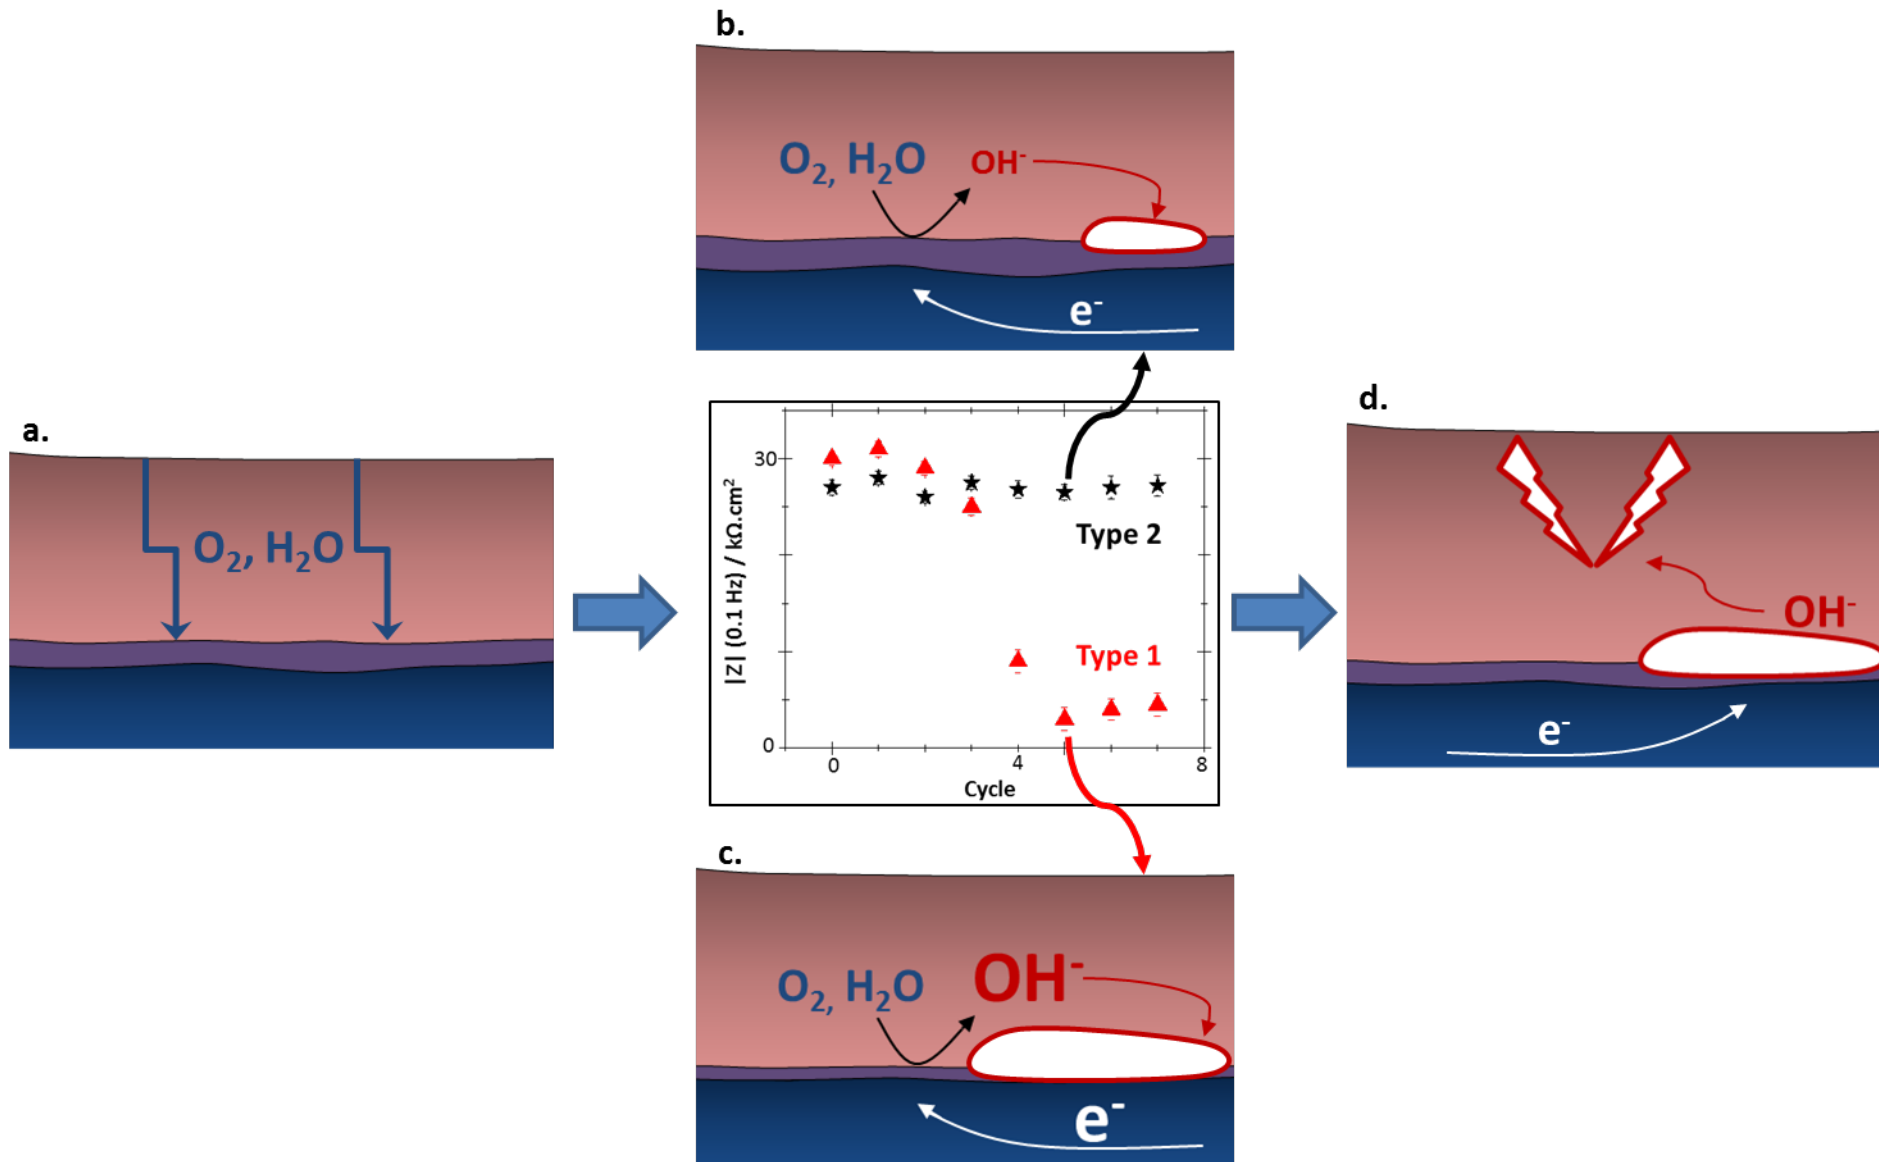 a.
O₂, H₂O
b.
O₂, H₂O
OH⁻
e⁻
|Z| (0.1 Hz) / kΩ.cm²
30
0
0
4
8
Cycle
Type 2
Type 1
c.
O₂, H₂O
OH⁻
e⁻
d.
OH⁻
e⁻